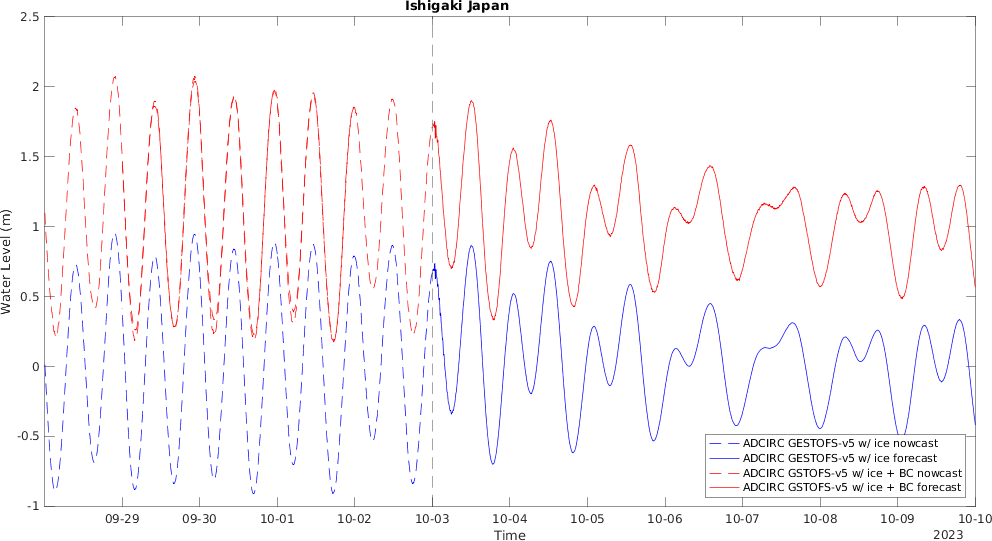 Ishigaki Japan
2.5
2
1.5
1
0.5
0
-0.5
-1
Water Level (m)
ADCIRC GESTOFS-v5 w/ ice nowcast
ADCIRC GESTOFS-v5 w/ ice forecast
ADCIRC GSTOFS-v5 w/ ice + BC nowcast
ADCIRC GSTOFS-v5 w/ ice + BC forecast
09-29 09-30 10-01 10-02 10-03 10-04 10-05 10-06 10-07 10-08 10-09 10-10
Time
2023